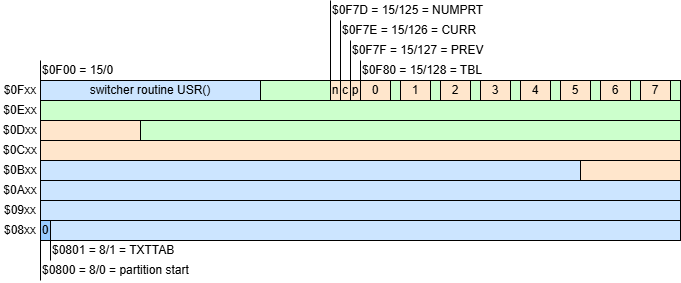 $0F7D = 15/125 = NUMPRT
$0F7E = 15/126 = CURR
$0F7F = 15/127 = PREV
$0F00 = 15/0
$0F80 = 15/128 = TBL
$0Fxx switcher routine USR() n c p 0 1 2 3 4 5 6 7
$0Exx
$0Dxx
$0Cxx
$0Bxx
$0Axx
$09xx
$08xx 0
$0801 = 8/1 = TXTTAB
$0800 = 8/0 = partition start